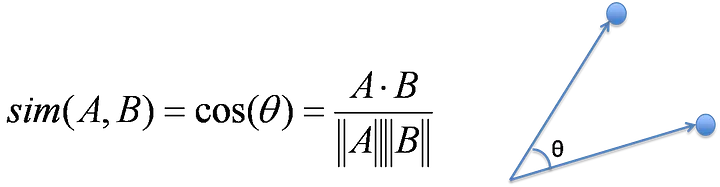 sim(A, B) = cos(θ) = A · B / ‖A‖‖B‖
θ